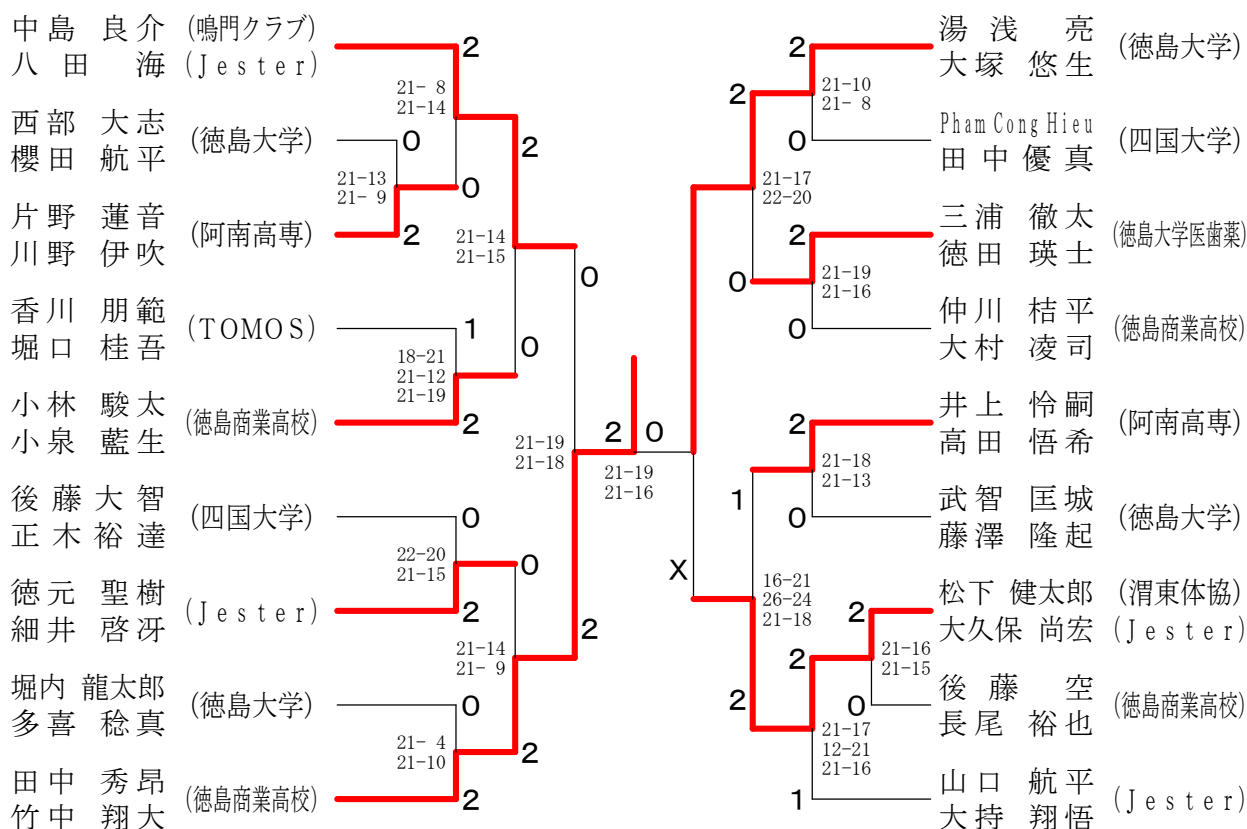 中島 良介 (鳴門クラブ)
八田 海 (Jester)
2
21- 8
21-14
西部 大志
櫻田 航平
(徳島大学)
0
2
21-13
21- 9
0
片野 蓮音
川野 伊吹
(阿南高専)
2
21-14
21-15
0
香川 朋範
堀口 桂吾
(TOMOS)
1
0
18-21
21-12
21-19
小林 駿太
小泉 藍生
(徳島商業高校)
2
21-19
21-18
2 0
21-19
21-16
後藤大智
正木裕達
(四国大学)
0
22-20
21-15
0
徳元 聖樹
細井 啓冴
(Jester)
2
2
21-14
21- 9
堀内 龍太郎
多喜 稔真
(徳島大学)
0
21- 4
21-10
2
田中 秀昂
竹中 翔大
(徳島商業高校)
2
湯浅 亮
大塚 悠生
(徳島大学)
2
21-10
21- 8
2
Pham Cong Hieu
田中優真
(四国大学)
0
21-17
22-20
三浦 徹太
徳田 瑛士
(徳島大学医歯薬)
2
0
21-19
21-16
仲川 桔平
大村 凌司
(徳島商業高校)
0
井上 怜嗣
高田 悟希
(阿南高専)
2
21-18
21-13
1
武智 匡城
藤澤 隆起
(徳島大学)
0
X
16-21
26-24
21-18
松下 健太郎 (渭東体協)
大久保 尚宏 (Jester)
2
21-16
21-15
2
2
後藤 空
長尾 裕也
(徳島商業高校)
0
21-17
12-21
21-16
山口 航平
大持 翔悟
(Jester)
1